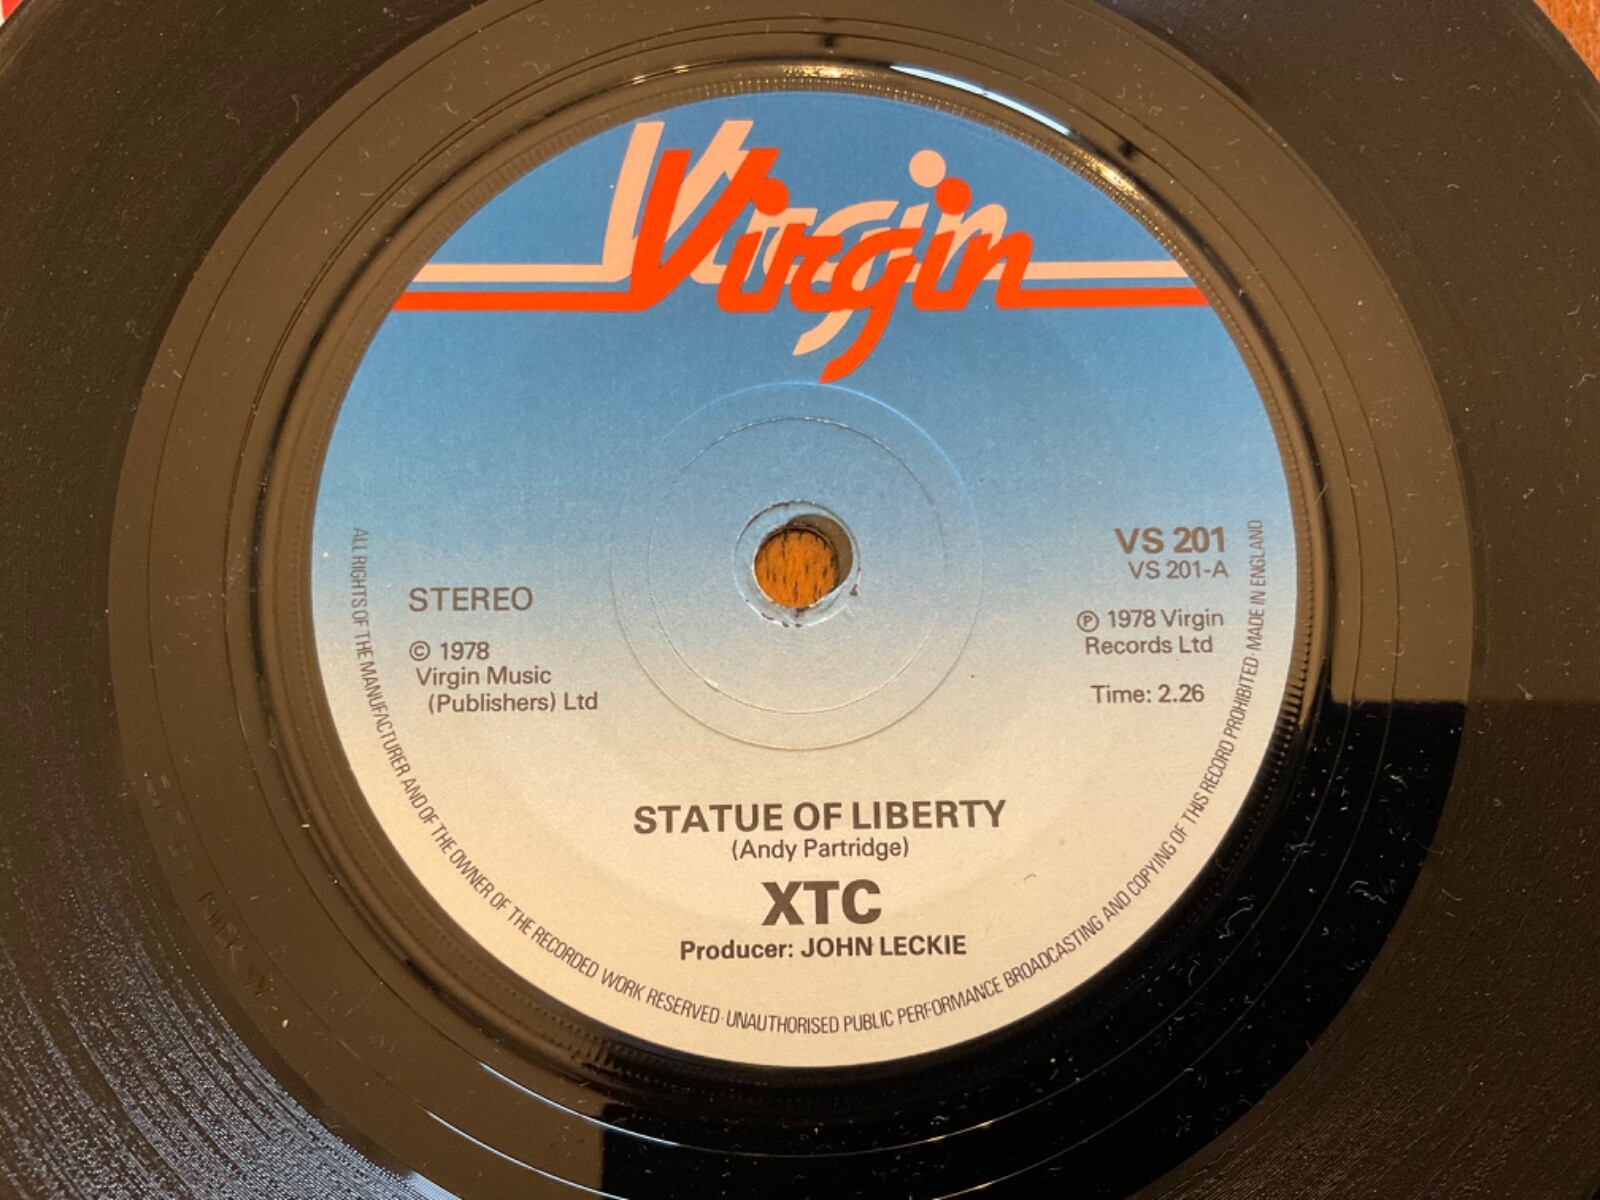 Virgin
STEREO
© 1978
Virgin Music
(Publishers) Ltd
VS 201
VS 201-A
℗ 1978 Virgin
Records Ltd
Time: 2.26
STATUE OF LIBERTY
(Andy Partridge)
XTC
Producer: JOHN LECKIE
ALL RIGHTS OF THE MANUFACTURER AND OF THE OWNER OF THE RECORDED WORK RESERVED · UNAUTHORISED PUBLIC PERFORMANCE BROADCASTING AND COPYING OF THIS RECORD PROHIBITED · MADE IN ENGLAND